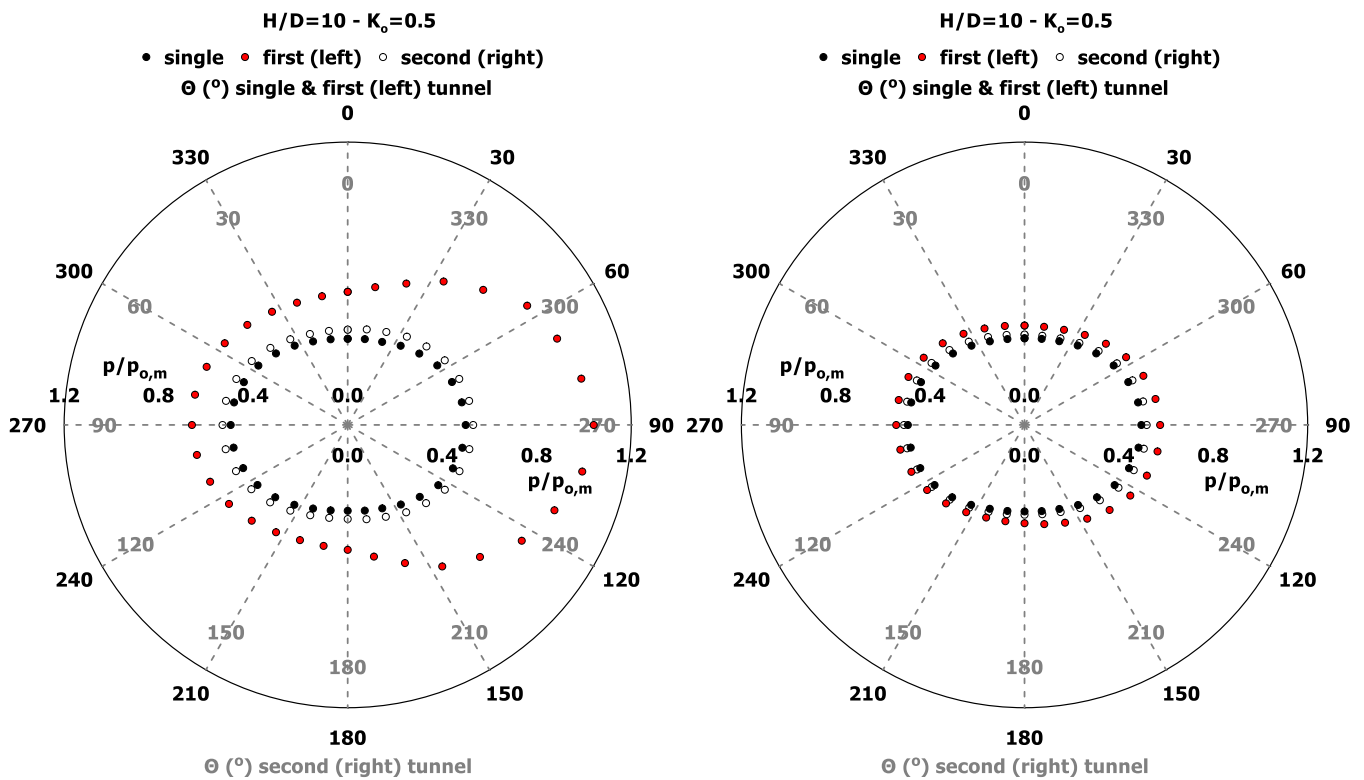 H/D=10 - Ko=0.5
single first (left) second (right)
Θ (o) single & first (left) tunnel
0
330 30
0
30 330
300 60
60 300
p/po,m
1.2 0.8 0.4 0.0
270 90 270 90
0.0 0.4 0.8 1.2
p/po,m
120 240
240 120
150 210
180
210 150
180
Θ (o) second (right) tunnel
H/D=10 - Ko=0.5
single first (left) second (right)
Θ (o) single & first (left) tunnel
0
330 30
0
30 330
300 60
60 300
p/po,m
1.2 0.8 0.4 0.0
270 90 270 90
0.0 0.4 0.8 1.2
p/po,m
120 240
240 120
150 210
180
210 150
180
Θ (o) second (right) tunnel